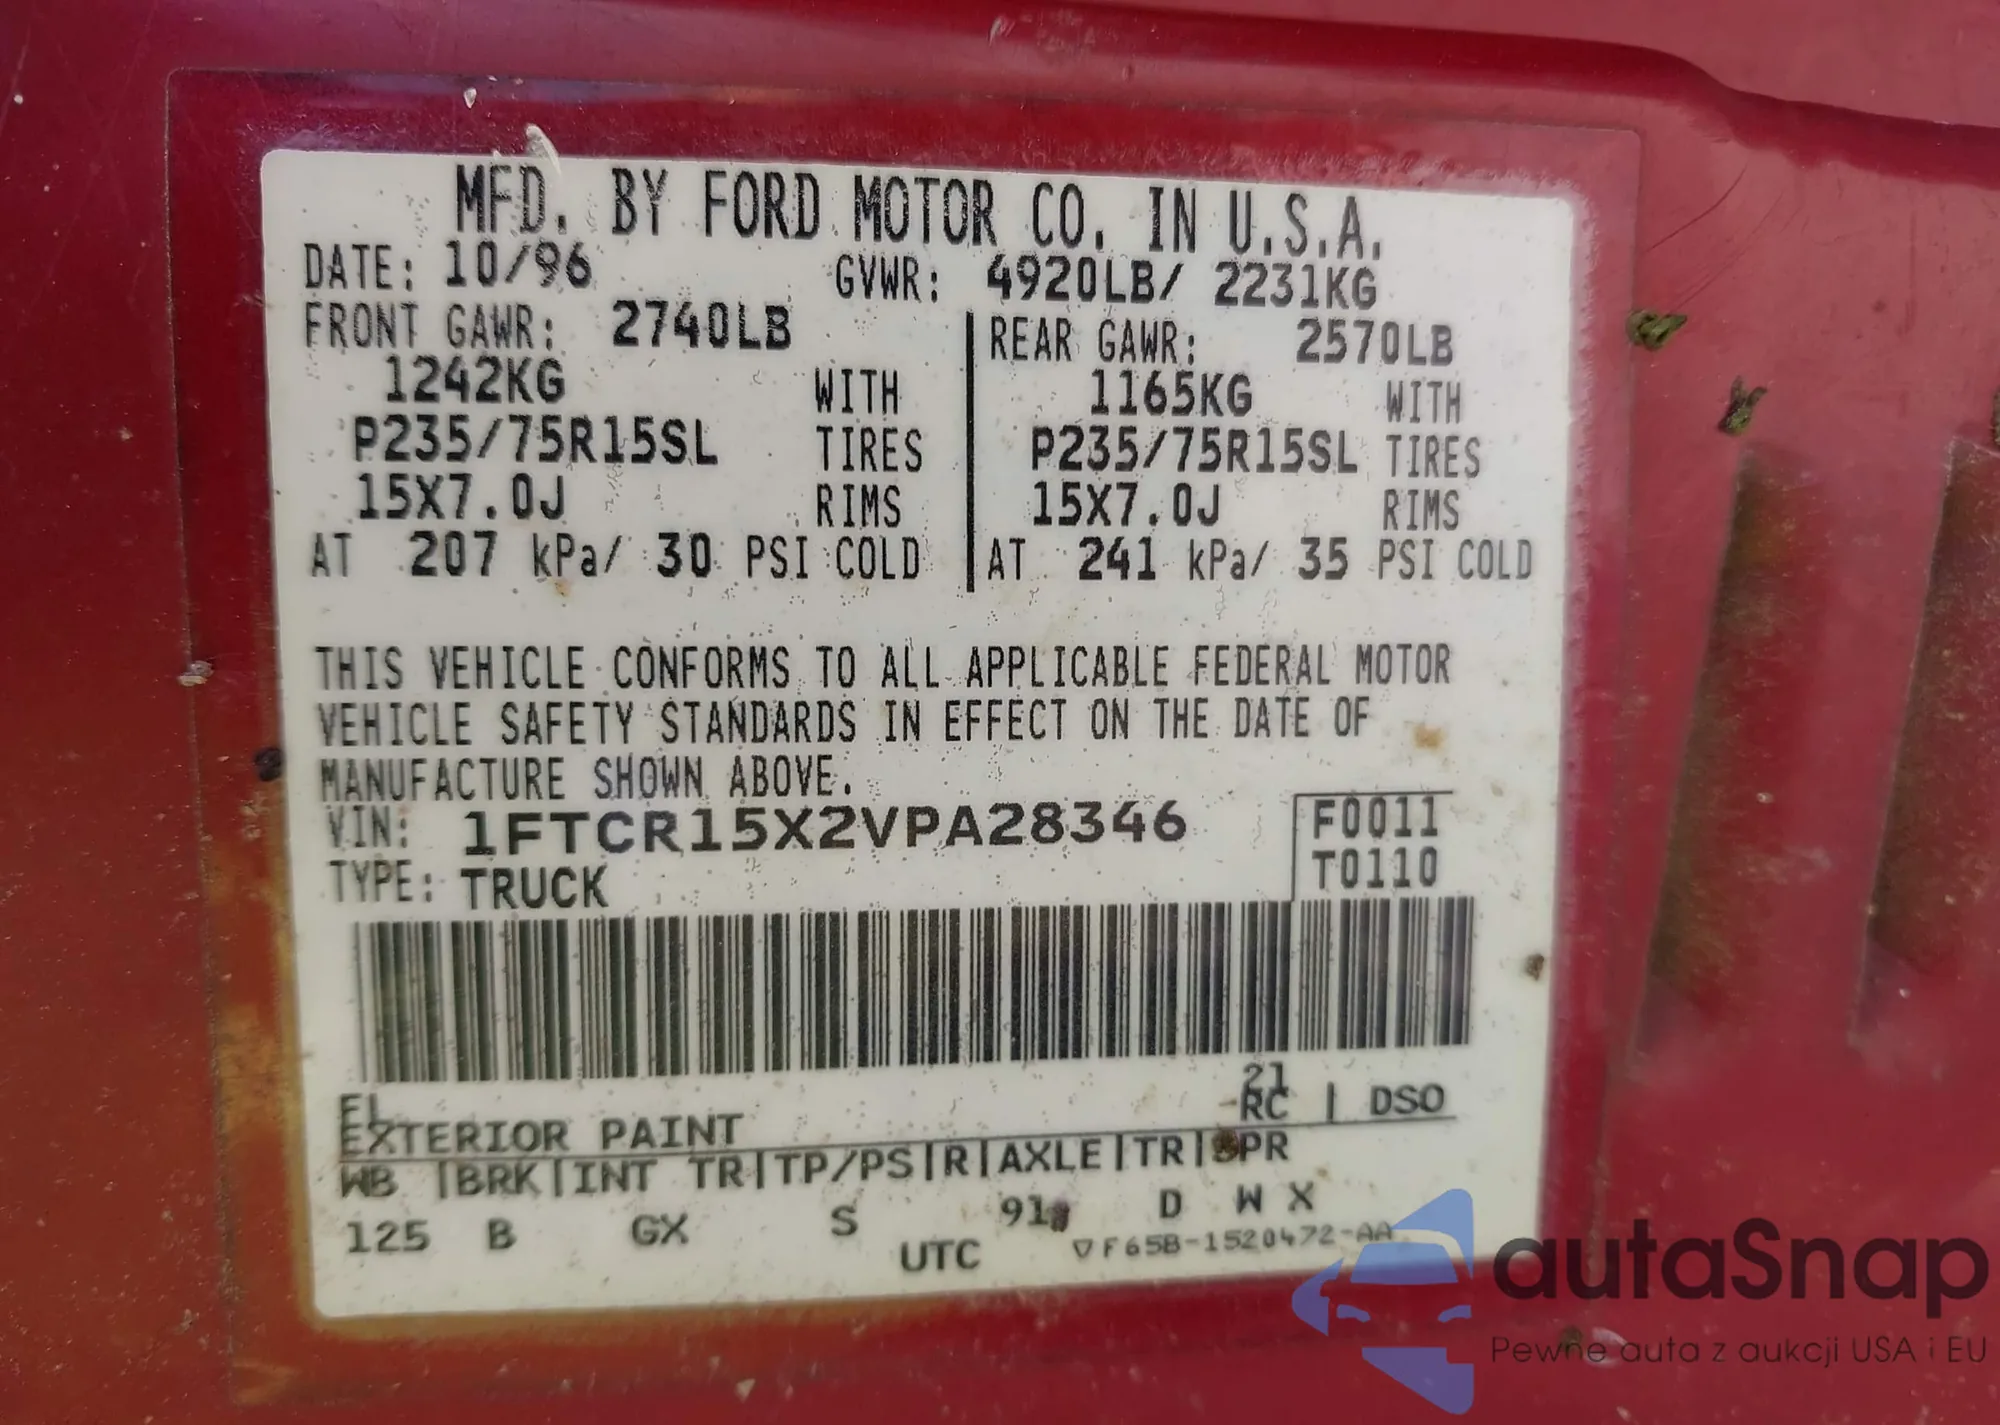 MFD. BY FORD MOTOR CO. IN U.S.A.
DATE: 10/96 GVWR: 4920LB/ 2231KG
FRONT GAWR: 2740LB REAR GAWR: 2570LB
1242KG WITH 1165KG WITH
P235/75R15SL TIRES P235/75R15SL TIRES
15X7.0J RIMS 15X7.0J RIMS
AT 207 kPa/ 30 PSI COLD AT 241 kPa/ 35 PSI COLD
THIS VEHICLE CONFORMS TO ALL APPLICABLE FEDERAL MOTOR
VEHICLE SAFETY STANDARDS IN EFFECT ON THE DATE OF
MANUFACTURE SHOWN ABOVE.
VIN: 1FTCR15X2VPA28346 F0011
TYPE: TRUCK T0110
EL 21
EXTERIOR PAINT RC | DSO
WB |BRK|INT TR|TP/PS|R|AXLE|TR|SPR
125 B GX S 91 D W X
UTC ▽F65B-1520472-AA
autaSnap
Pewne auta z aukcji USA i EU